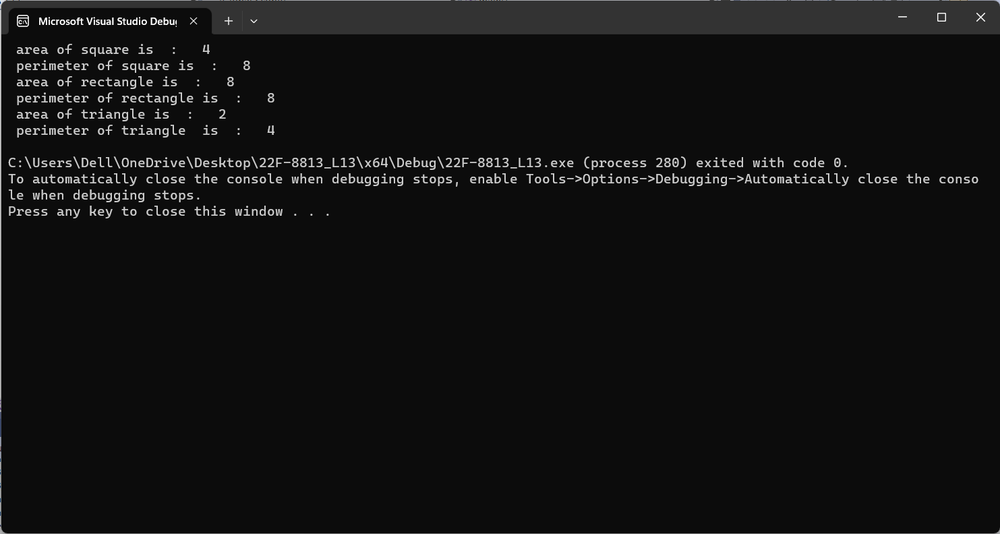 Microsoft Visual Studio Debu
area of square is  :   4
perimeter of square is  :   8
area of rectangle is  :   8
perimeter of rectangle is  :   8
area of triangle is  :   2
perimeter of triangle  is  :   4
C:\Users\Dell\OneDrive\Desktop\22F-8813_L13\x64\Debug\22F-8813_L13.exe (process 280) exited with code 0.
To automatically close the console when debugging stops, enable Tools->Options->Debugging->Automatically close the conso
le when debugging stops.
Press any key to close this window . . .